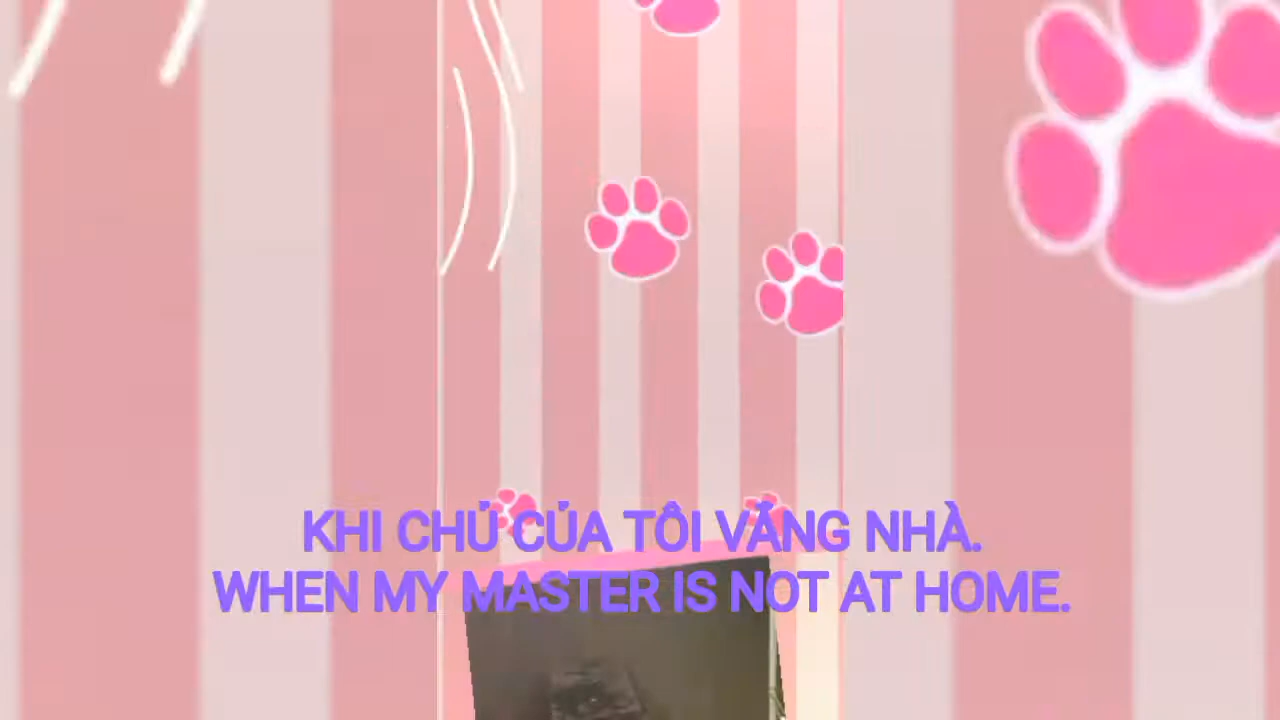 KHI CHỦ CỦA TÔI VẮNG NHÀ.
WHEN MY MASTER IS NOT AT HOME.